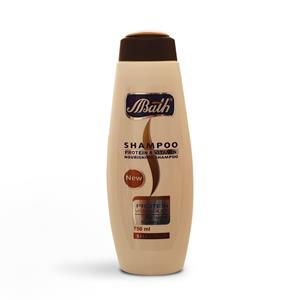 Bath
SHAMPOO
PROTEIN & VITAMIN
NOURISHING SHAMPOO
New
PROTEIN
750 ml